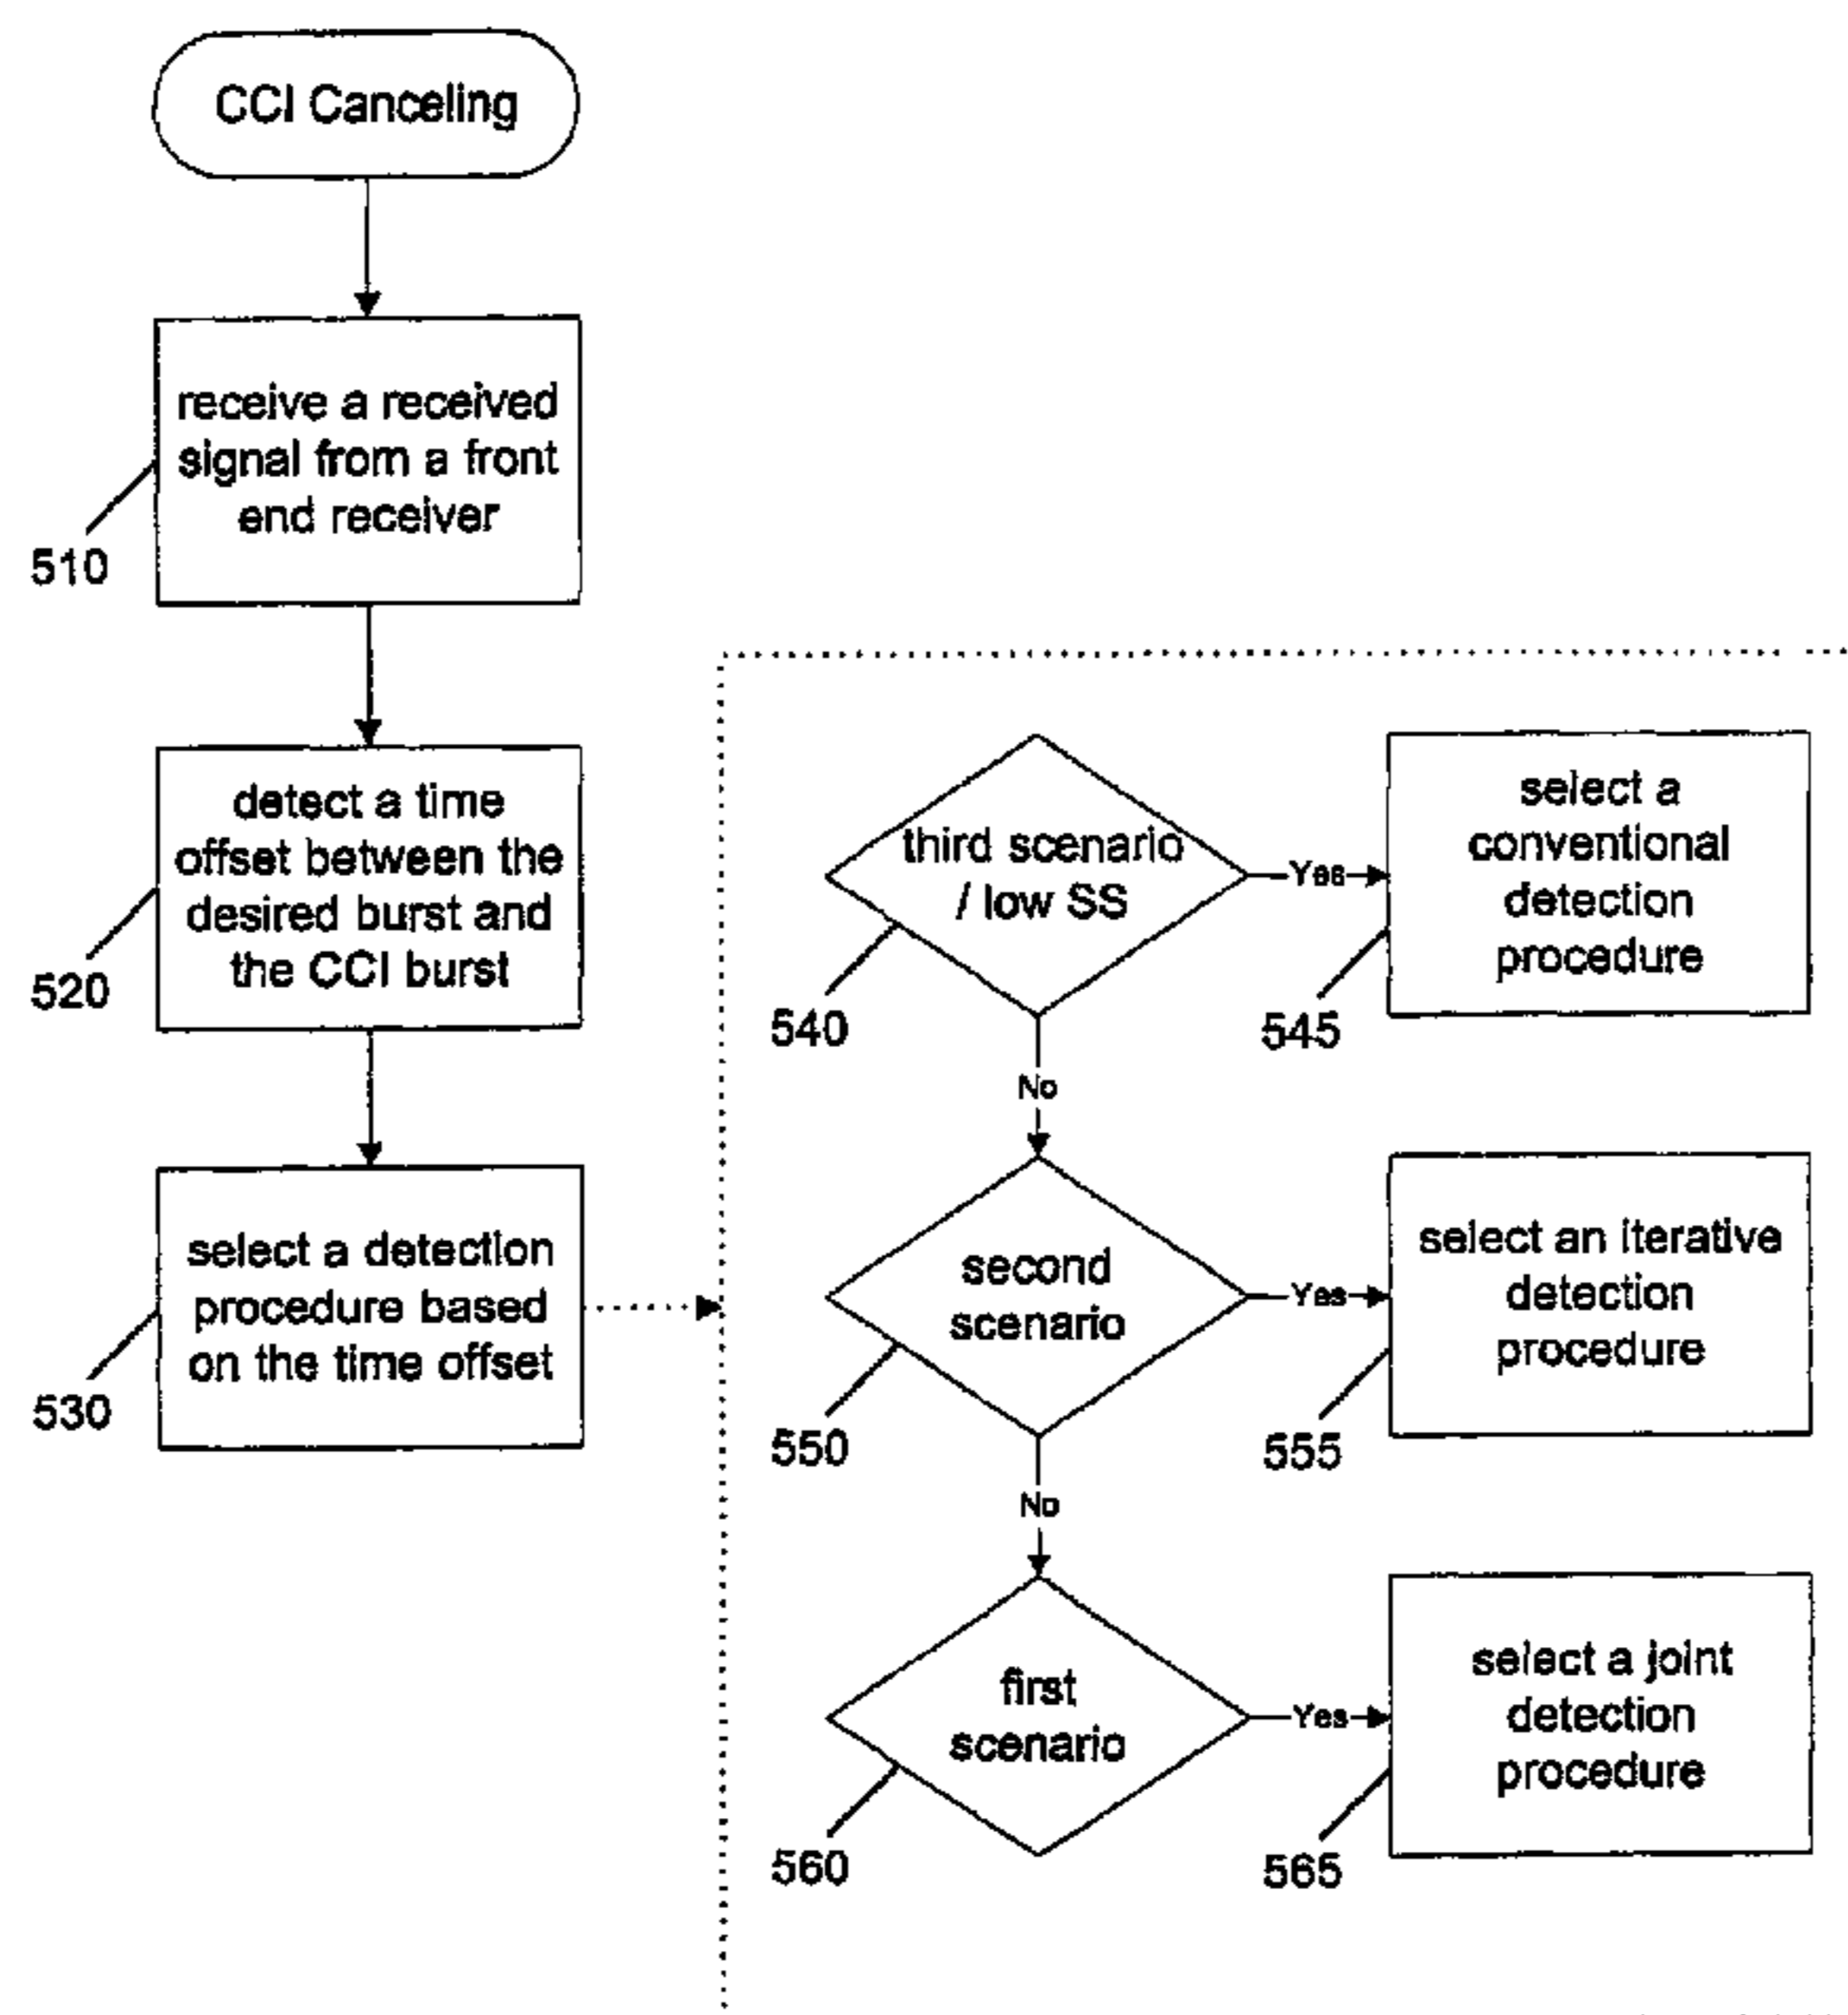 CCI Canceling
receive a received
signal from a front
end receiver
510
detect a time
offset between the
desired burst and
the CCI burst
520
select a detection
procedure based
on the time offset
530
third scenario
/ low SS
540
Yes
select a
conventional
detection
procedure
545
No
second
scenario
550
Yes
select an iterative
detection
procedure
555
No
first
scenario
560
Yes
select a joint
detection
procedure
565